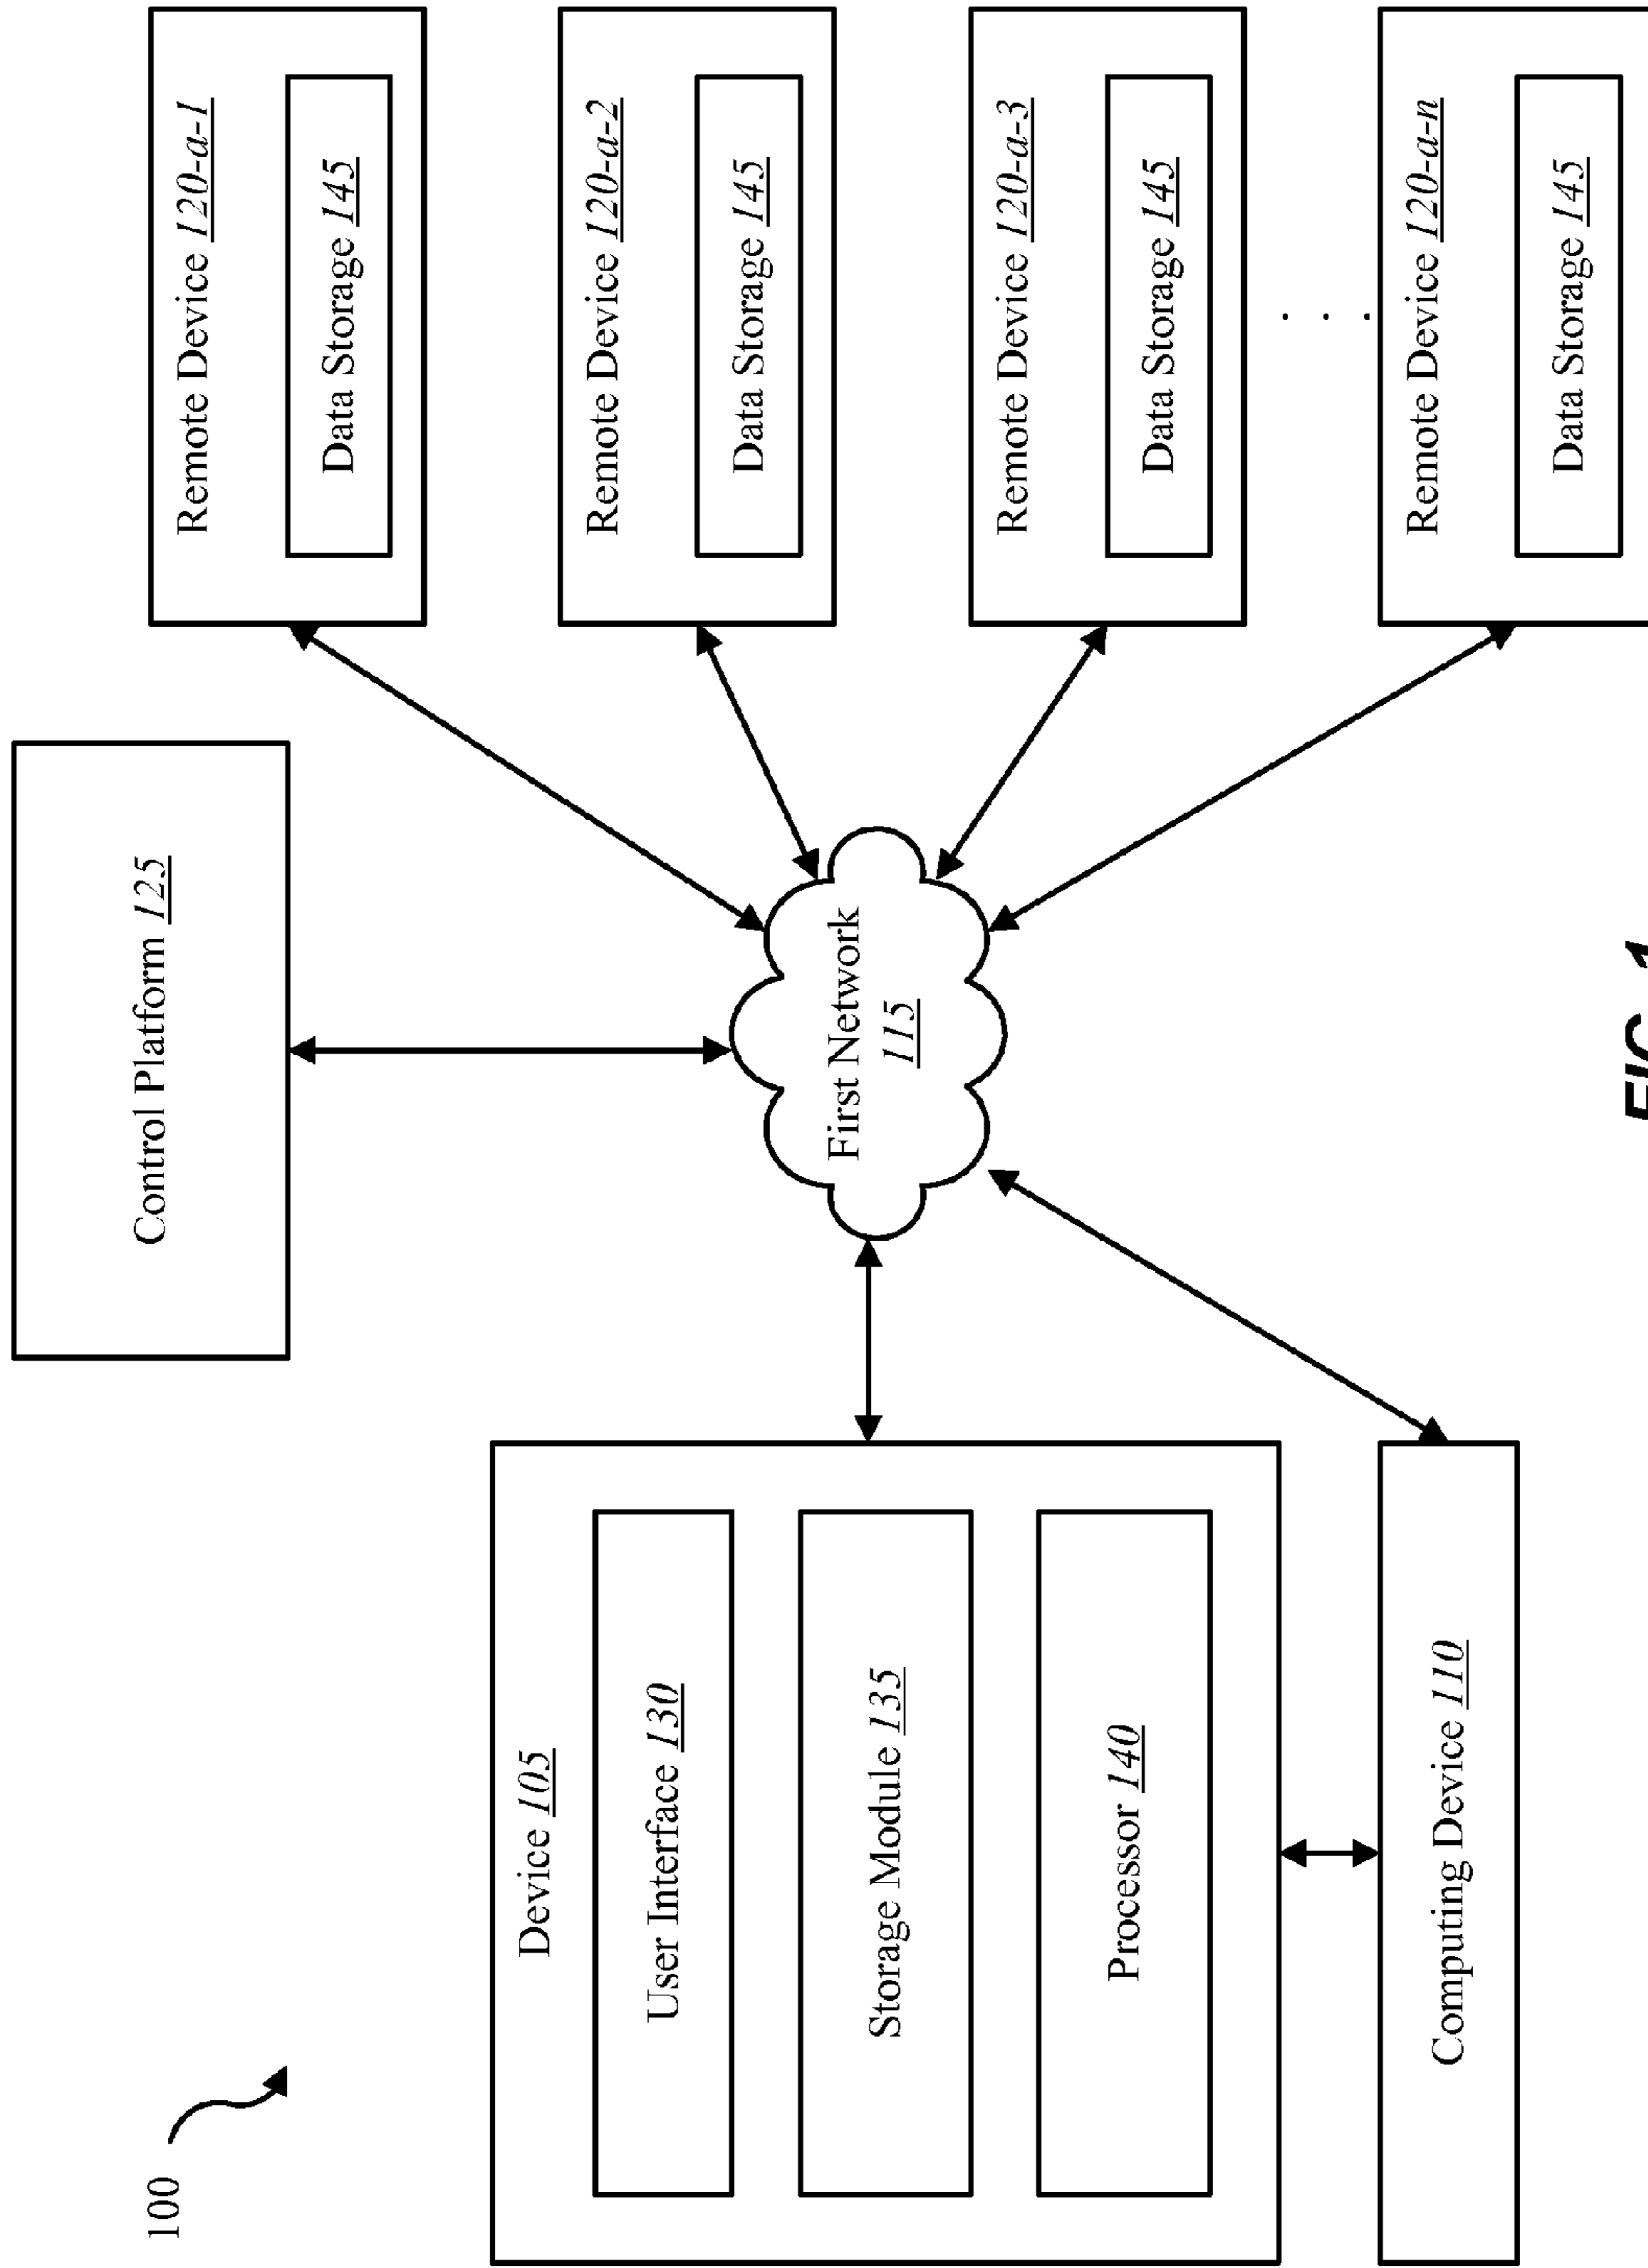 100
Control Platform 125
Device 105
User Interface 130
Storage Module 135
Processor 140
Computing Device 110
First Network
115
Remote Device 120-a-1
Data Storage 145
Remote Device 120-a-2
Data Storage 145
Remote Device 120-a-3
Data Storage 145
. . .
Remote Device 120-a-n
Data Storage 145
FIG. 1